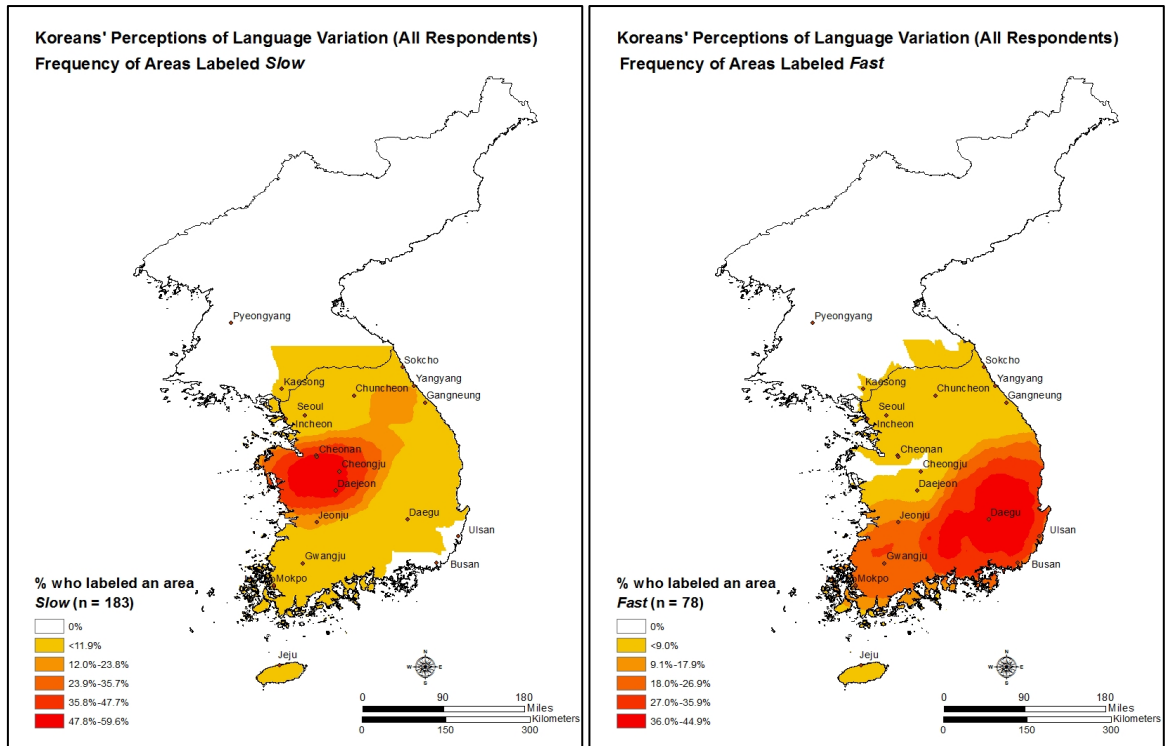 Koreans' Perceptions of Language Variation (All Respondents)
Frequency of Areas Labeled Slow
Pyeongyang
Sokcho
Kaesong
Yangyang
Chuncheon
Gangneung
Seoul
Incheon
Cheonan
Cheongju
Daejeon
Jeonju
Daegu
Ulsan
Gwangju
Busan
Mokpo
% who labeled an area
Slow (n = 183)
0%
<11.9%
12.0%-23.8%
23.9%-35.7%
35.8%-47.7%
47.8%-59.6%
Jeju
N
W E
S
0 90 180
Miles
Kilometers
0 150 300
Koreans' Perceptions of Language Variation (All Respondents)
Frequency of Areas Labeled Fast
Pyeongyang
Sokcho
Kaesong
Yangyang
Chuncheon
Gangneung
Seoul
Incheon
Cheonan
Cheongju
Daejeon
Jeonju
Daegu
Ulsan
Gwangju
Busan
Mokpo
% who labeled an area
Fast (n = 78)
0%
<9.0%
9.1%-17.9%
18.0%-26.9%
27.0%-35.9%
36.0%-44.9%
Jeju
N
W E
S
0 90 180
Miles
Kilometers
0 150 300